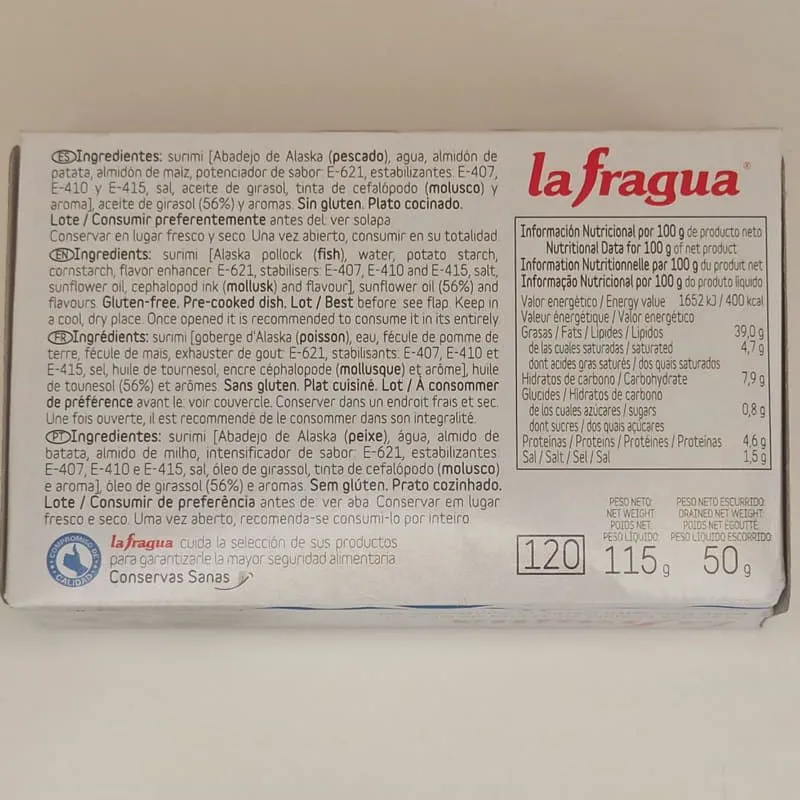 ES Ingredientes: surimi [Abadejo de Alaska (pescado), agua, almidón de
patata, almidón de maíz, potenciador de sabor: E-621, estabilizantes: E-407,
E-410 y E-415, sal, aceite de girasol, tinta de cefalópodo (molusco) y
aroma], aceite de girasol (56%) y aromas. Sin gluten. Plato cocinado.
Lote / Consumir preferentemente antes del: ver solapa.
Conservar en lugar fresco y seco. Una vez abierto, consumir en su totalidad.
EN Ingredients: surimi [Alaska pollock (fish), water, potato starch,
cornstarch, flavor enhancer: E-621, stabilisers: E-407, E-410 and E-415, salt,
sunflower oil, cephalopod ink (mollusk) and flavour], sunflower oil (56%) and
flavours. Gluten-free. Pre-cooked dish. Lot / Best before: see flap. Keep in
a cool, dry place. Once opened it is recommended to consume it in its entirely.
FR Ingrédients: surimi [goberge d'Alaska (poisson), eau, fécule de pomme de
terre, fécule de maïs, exhauster de gout: E-621, stabilisants: E-407, E-410 et
E-415, sel, huile de tournesol, encre céphalopode (mollusque) et arôme], huile
de tounesol (56%) et arômes. Sans gluten. Plat cuisiné. Lot / À consommer
de préférence avant le: voir couvercle. Conserver dans un endroit frais et sec.
Une fois ouverte, il est recommendé de le consommer dans son integralité.
PT Ingredientes: surimi [Abadejo de Alaska (peixe), água, almido de
batata, almido de milho, intensificador de sabor: E-621, estabilizantes:
E-407, E-410 e E-415, sal, óleo de girassol, tinta de cefalópodo (molusco)
e aroma], óleo de girassol (56%) e aromas. Sem glúten. Prato cozinhado.
Lote / Consumir de preferência antes de: ver aba. Conservar em lugar
fresco e seco. Uma vez aberto, recomenda-se consumi-lo por inteiro.
COMPROMISO DE CALIDAD
la fragua cuida la selección de sus productos
para garantizarle la mayor seguridad alimentaria
Conservas Sanas
la fragua®
Información Nutricional por 100 g de producto neto
Nutritional Data for 100 g of net product
Information Nutritionnelle par 100 g du produit net
Informação Nutricional por 100 g do produto líquido
Valor energético / Energy value 1652 kJ / 400 kcal
Valeur énergétique / Valor energético
Grasas / Fats / Lipides / Lípidos 39,0 g
de las cuales saturadas / saturated 4,7 g
dont acides gras saturés / dos quais saturados
Hidratos de carbono / Carbohydrate 7,9 g
Glucides / Hidratos de carbono
de los cuales azúcares / sugars 0,8 g
dont sucres / dos quais açúcares
Proteínas / Proteins / Protéines / Proteínas 4,6 g
Sal / Salt / Sel / Sal 1,5 g
120
PESO NETO:
NET WEIGHT:
POIDS NET:
PESO LÍQUIDO:
115 g
PESO NETO ESCURRIDO:
DRAINED NET WEIGHT:
POIDS NET ÉGOUTTÉ:
PESO LÍQUIDO ESCORRIDO:
50 g